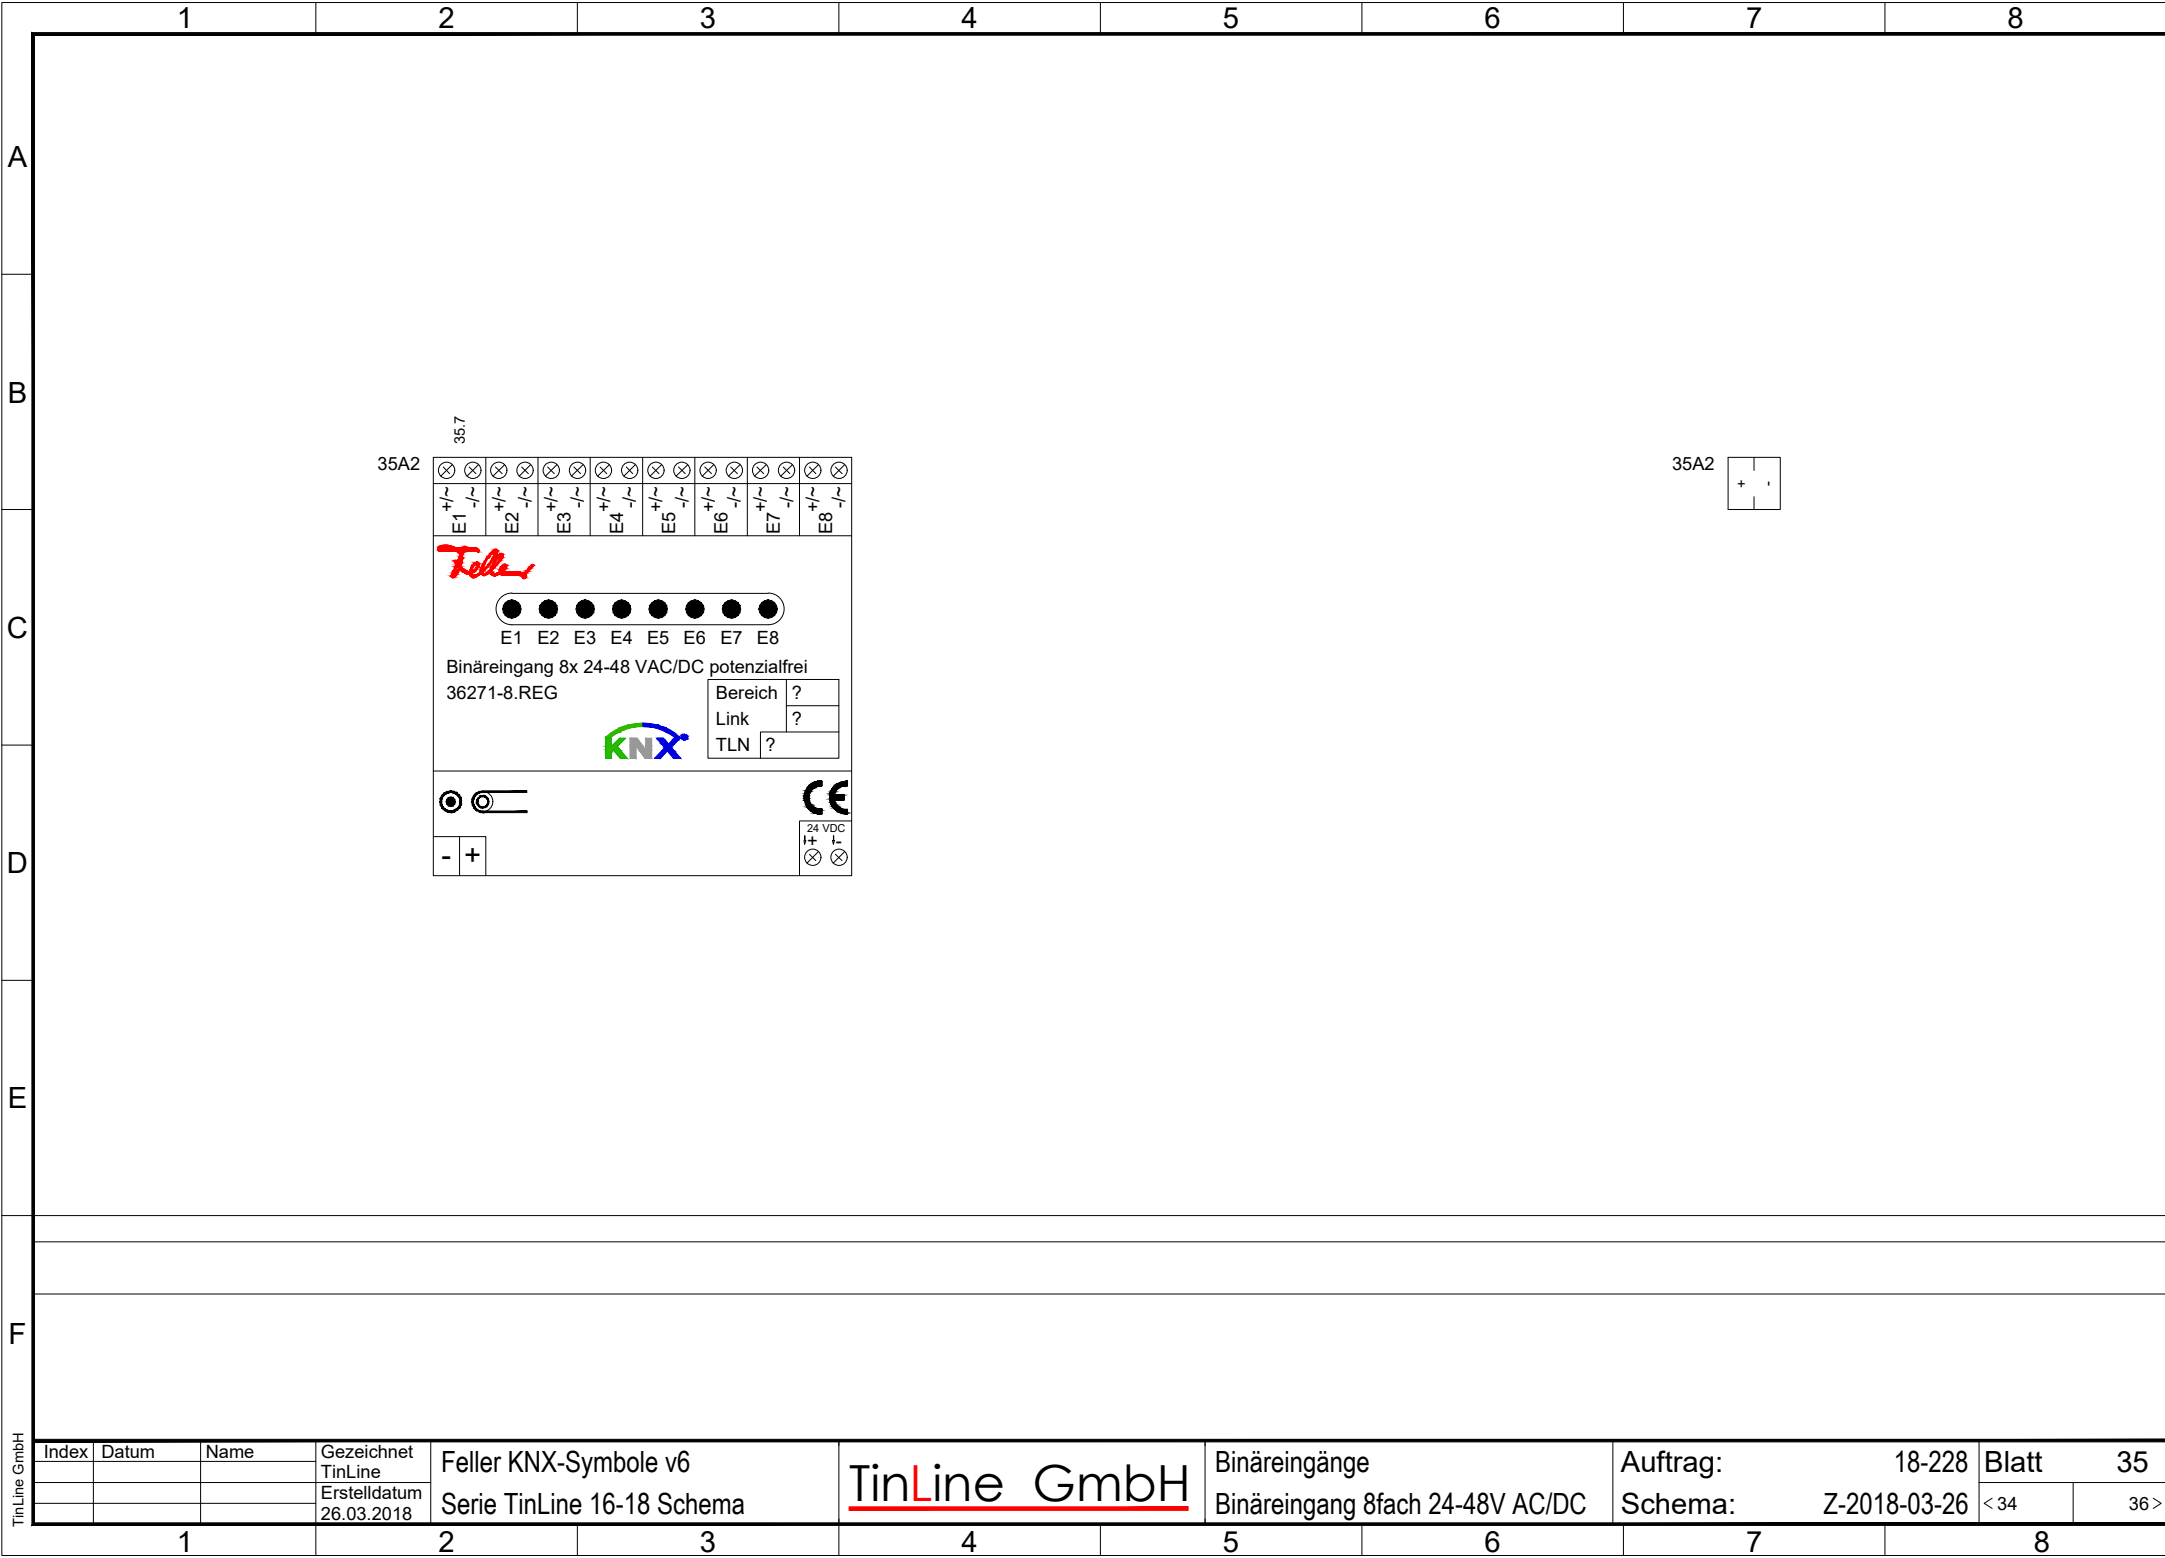 1 2 3 4 5 6 7 8
A
B
C
D
E
F
35.7
35A2
+/~ -/~ +/~ -/~ +/~ -/~ +/~ -/~ +/~ -/~ +/~ -/~ +/~ -/~ +/~ -/~
E1 E2 E3 E4 E5 E6 E7 E8
Feller
E1 E2 E3 E4 E5 E6 E7 E8
Binäreingang 8x 24-48 VAC/DC potenzialfrei
36271-8.REG
Bereich ?
Link ?
TLN ?
KNX
CE
24 VDC
+ -
- +
35A2
+ -
TinLine GmbH
Index Datum Name
Gezeichnet
TinLine
Erstelldatum
26.03.2018
Feller KNX-Symbole v6
Serie TinLine 16-18 Schema
TinLine GmbH
Binäreingänge
Binäreingang 8fach 24-48V AC/DC
Auftrag: 18-228
Schema: Z-2018-03-26
Blatt 35
<34 36>
1 2 3 4 5 6 7 8